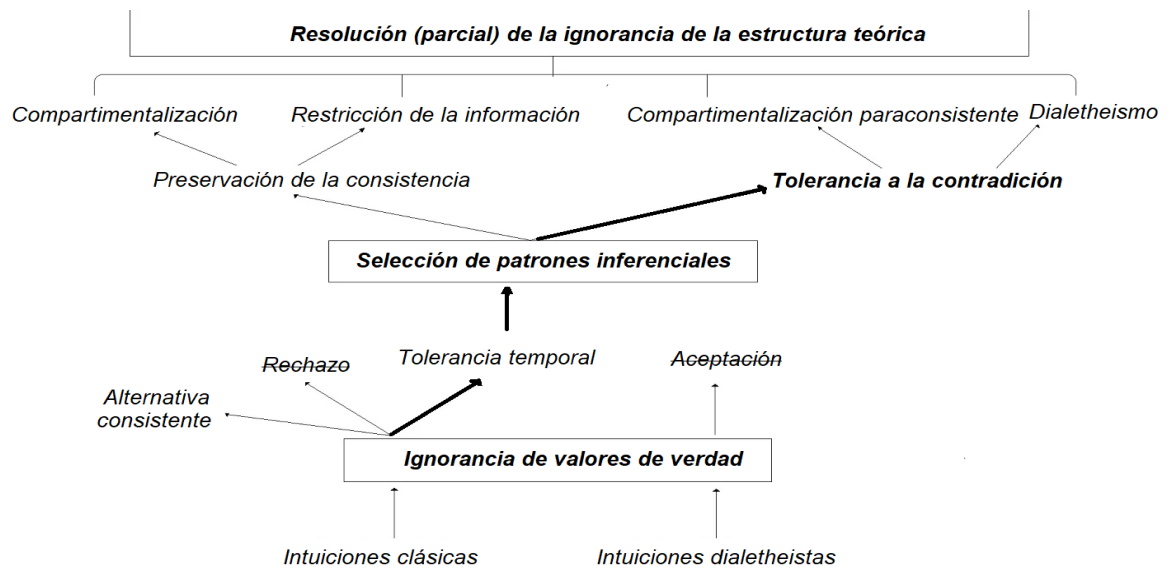 Resolución (parcial) de la ignorancia de la estructura teórica
Compartimentalización
Restricción de la información
Compartimentalización paraconsistente
Dialetheismo
Preservación de la consistencia
Tolerancia a la contradición
Selección de patrones inferenciales
Rechazo
Tolerancia temporal
Aceptación
Alternativa
consistente
Ignorancia de valores de verdad
Intuiciones clásicas
Intuiciones dialetheistas